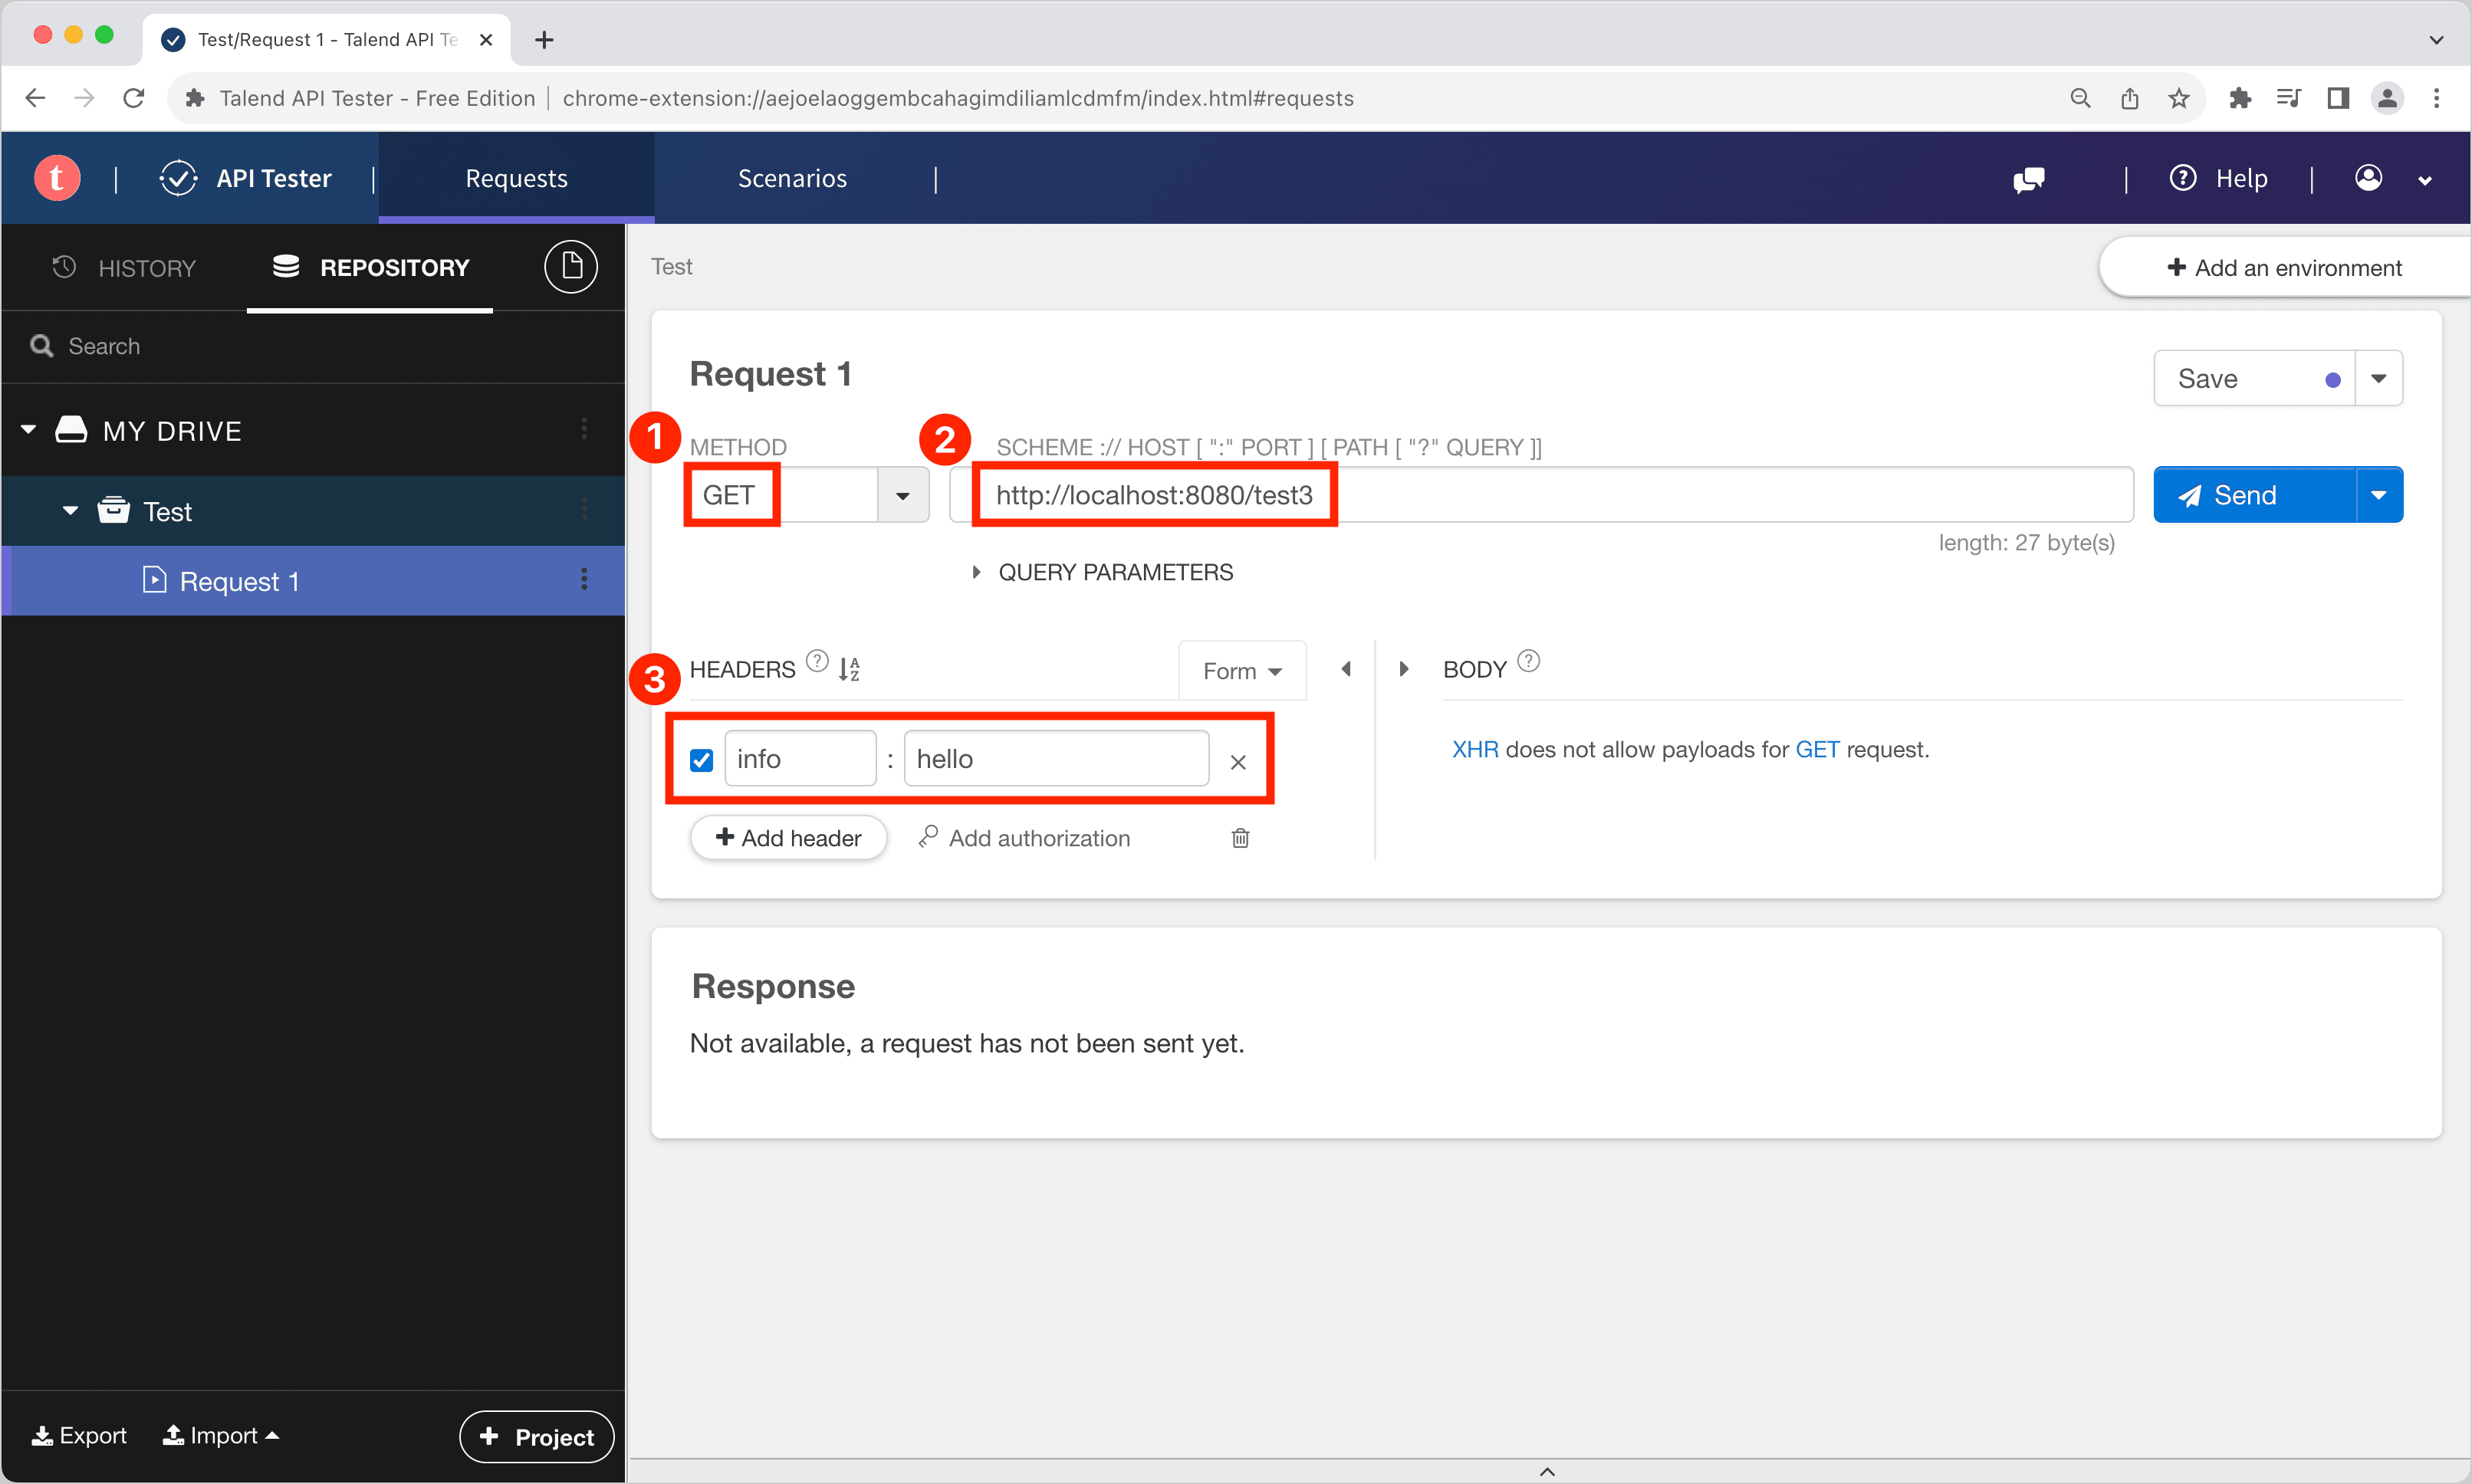 Test/Request 1 - Talend API Te
Talend API Tester - Free Edition
chrome-extension://aejoelaoggembcahagimdiliamlcdmfm/index.html#requests
t
API Tester
Requests
Scenarios
Help
HISTORY
REPOSITORY
Search
MY DRIVE
Test
Request 1
Export
Import
Project
Test
Add an environment
Request 1
Save
1
METHOD
2
SCHEME :// HOST [ ":" PORT ] [ PATH [ "?" QUERY ]]
GET
http://localhost:8080/test3
Send
length: 27 byte(s)
QUERY PARAMETERS
3
HEADERS
Form
BODY
info : hello
XHR does not allow payloads for GET request.
Add header
Add authorization
Response
Not available, a request has not been sent yet.